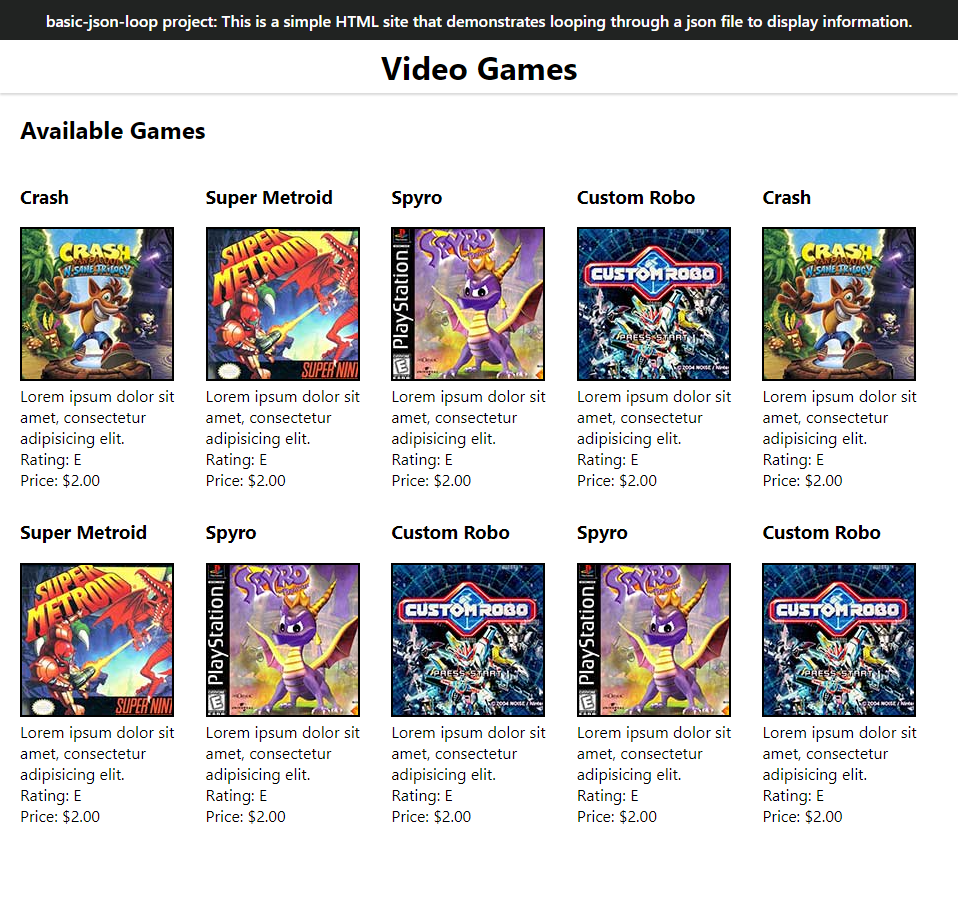 basic-json-loop project: This is a simple HTML site that demonstrates looping through a json file to display information.
Video Games
Available Games
Crash
Super Metroid
Spyro
Custom Robo
Crash
CRASH
BANDICOOT
N. SANE TRILOGY
SUPER
METROID
SUPER NIN
PlayStation
SPYRO
CUSTOM ROBO
PRESS START
© 2004 NOISE / Ninten
CRASH
BANDICOOT
N. SANE TRILOGY
Lorem ipsum dolor sit
amet, consectetur
adipisicing elit.
Rating: E
Price: $2.00
Lorem ipsum dolor sit
amet, consectetur
adipisicing elit.
Rating: E
Price: $2.00
Lorem ipsum dolor sit
amet, consectetur
adipisicing elit.
Rating: E
Price: $2.00
Lorem ipsum dolor sit
amet, consectetur
adipisicing elit.
Rating: E
Price: $2.00
Lorem ipsum dolor sit
amet, consectetur
adipisicing elit.
Rating: E
Price: $2.00
Super Metroid
Spyro
Custom Robo
Spyro
Custom Robo
SUPER
METROID
SUPER NIN
PlayStation
SPYRO
CUSTOM ROBO
PRESS START
© 2004 NOISE / Ninten
PlayStation
SPYRO
CUSTOM ROBO
PRESS START
© 2004 NOISE / Ninten
Lorem ipsum dolor sit
amet, consectetur
adipisicing elit.
Rating: E
Price: $2.00
Lorem ipsum dolor sit
amet, consectetur
adipisicing elit.
Rating: E
Price: $2.00
Lorem ipsum dolor sit
amet, consectetur
adipisicing elit.
Rating: E
Price: $2.00
Lorem ipsum dolor sit
amet, consectetur
adipisicing elit.
Rating: E
Price: $2.00
Lorem ipsum dolor sit
amet, consectetur
adipisicing elit.
Rating: E
Price: $2.00